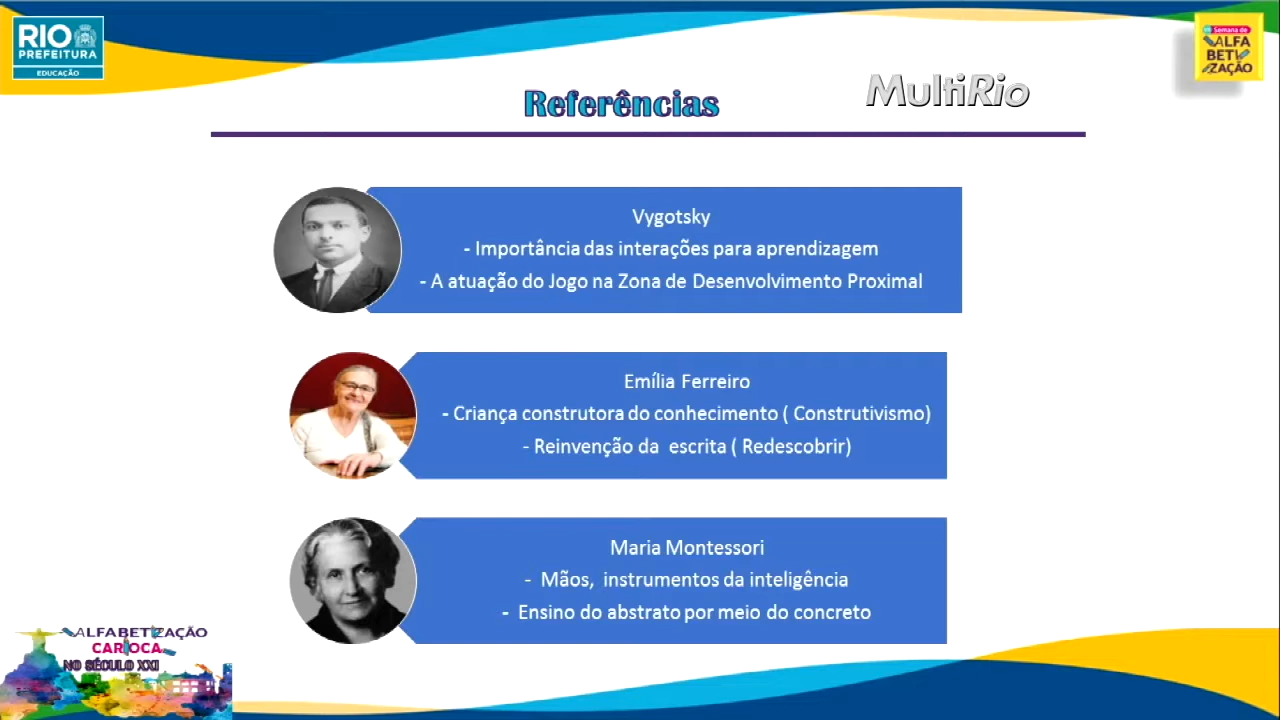 RIO
PREFEITURA
EDUCAÇÃO
Semana de
ALFA
BETI
ZAÇÃO
MultiRio
Referências
Vygotsky
- Importância das interações para aprendizagem
- A atuação do Jogo na Zona de Desenvolvimento Proximal
Emília Ferreiro
- Criança construtora do conhecimento ( Construtivismo)
- Reinvenção da escrita ( Redescobrir)
Maria Montessori
- Mãos, instrumentos da inteligência
- Ensino do abstrato por meio do concreto
ALFABETIZAÇÃO
CARIOCA
NO SÉCULO XXI